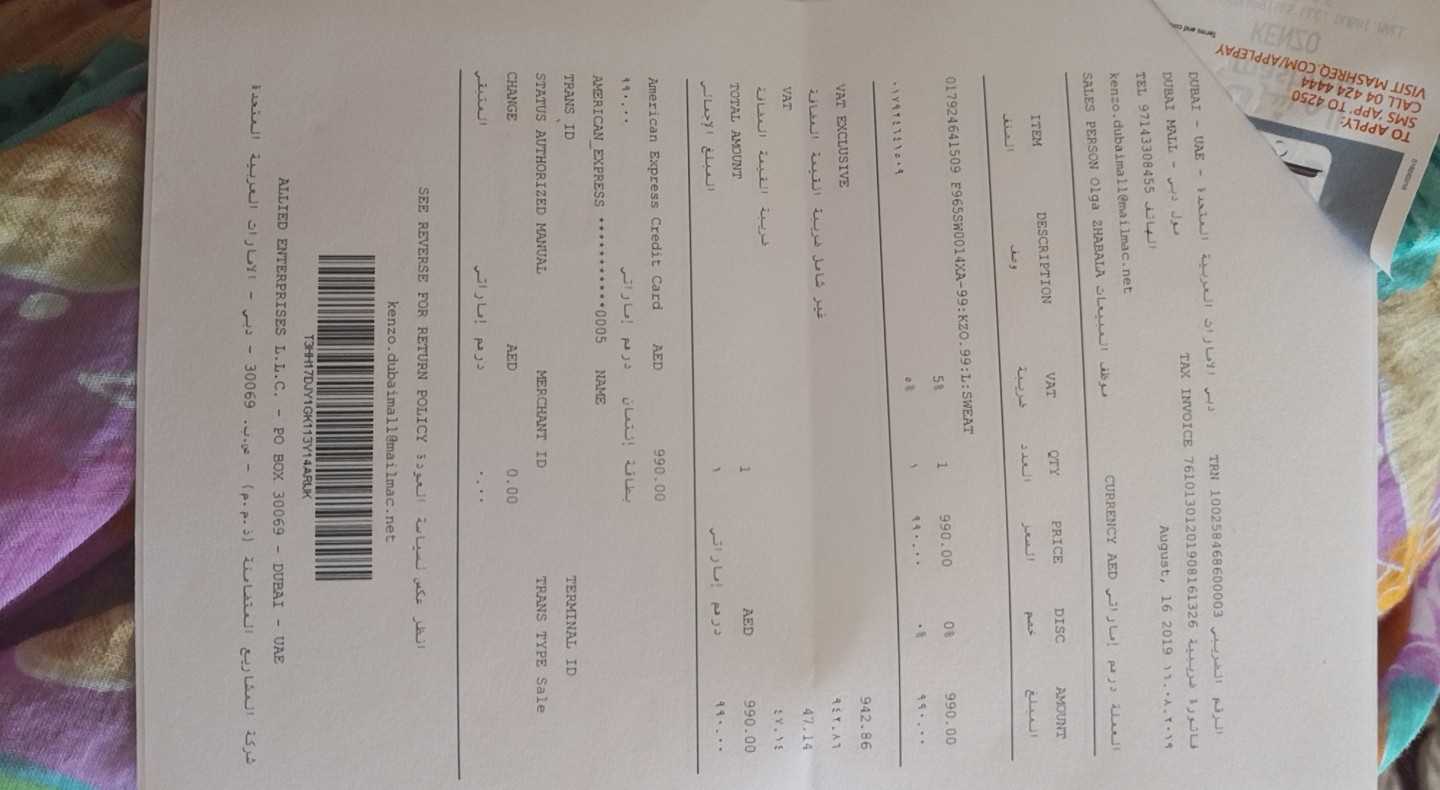 DUBAI - UAE دبي الامارات العربية المتحدة - TRN 100258468600003 الرقم الضريبي
DUBAI MALL - مول دبي TAX INVOICE 76101301201908161326 فاتورة ضريبية
TEL 97143308455 الهاتف August, 16 2019 ١٦.٠٨.٢٠١٩
kenzo.dubaimall@mailmac.net
SALES PERSON Olga ZHABALA موظف المبيعات CURRENCY AED العملة درهم إماراتي
ITEM DESCRIPTION VAT QTY PRICE DISC AMOUNT
الصنف وصف ضريبة العدد السعر خصم المبلغ
01792464150​9 F965SW0014XA-99:KZO.99:L:SWEAT
5% 1 990.00 0% 990.00
٠١٧٩٢٤٦٤١٥٠٩ ٥% ١ ٩٩٠.٠٠ ٠% ٩٩٠.٠٠
VAT EXCLUSIVE 942.86
غير شامل ضريبة القيمة المضافة ٩٤٢.٨٦
VAT 47.14
ضريبة القيمة المضافة ٤٧.١٤
TOTAL AMOUNT 1 AED 990.00
المبلغ الإجمالي ١ درهم إماراتي ٩٩٠.٠٠
American Express Credit Card AED 990.00
بطاقة إئتمان درهم إماراتي ٩٩٠.٠٠
AMERICAN_EXPRESS ***********0005 NAME
TRANS ID TERMINAL ID
STATUS AUTHORIZED MANUAL MERCHANT ID TRANS TYPE Sale
CHANGE AED 0.00
المتبقي درهم إماراتي ٠.٠٠
SEE REVERSE FOR RETURN POLICY انظر عكس لسياسة العودة
kenzo.dubaimall@mailmac.net
T3HH17DJY1GK113Y14ARUK
ALLIED ENTERPRISES L.L.C. - PO BOX 30069 - DUBAI - UAE
شركة المشاريع المتضامنة (ذ.م.م) - ص.ب. 30069 - دبي - الامارات العربية المتحدة
KENZO
TO APPLY:
SMS 'APP' TO 4250
CALL 04 424 4444
VISIT MASHREQ.COM/APPLEPAY